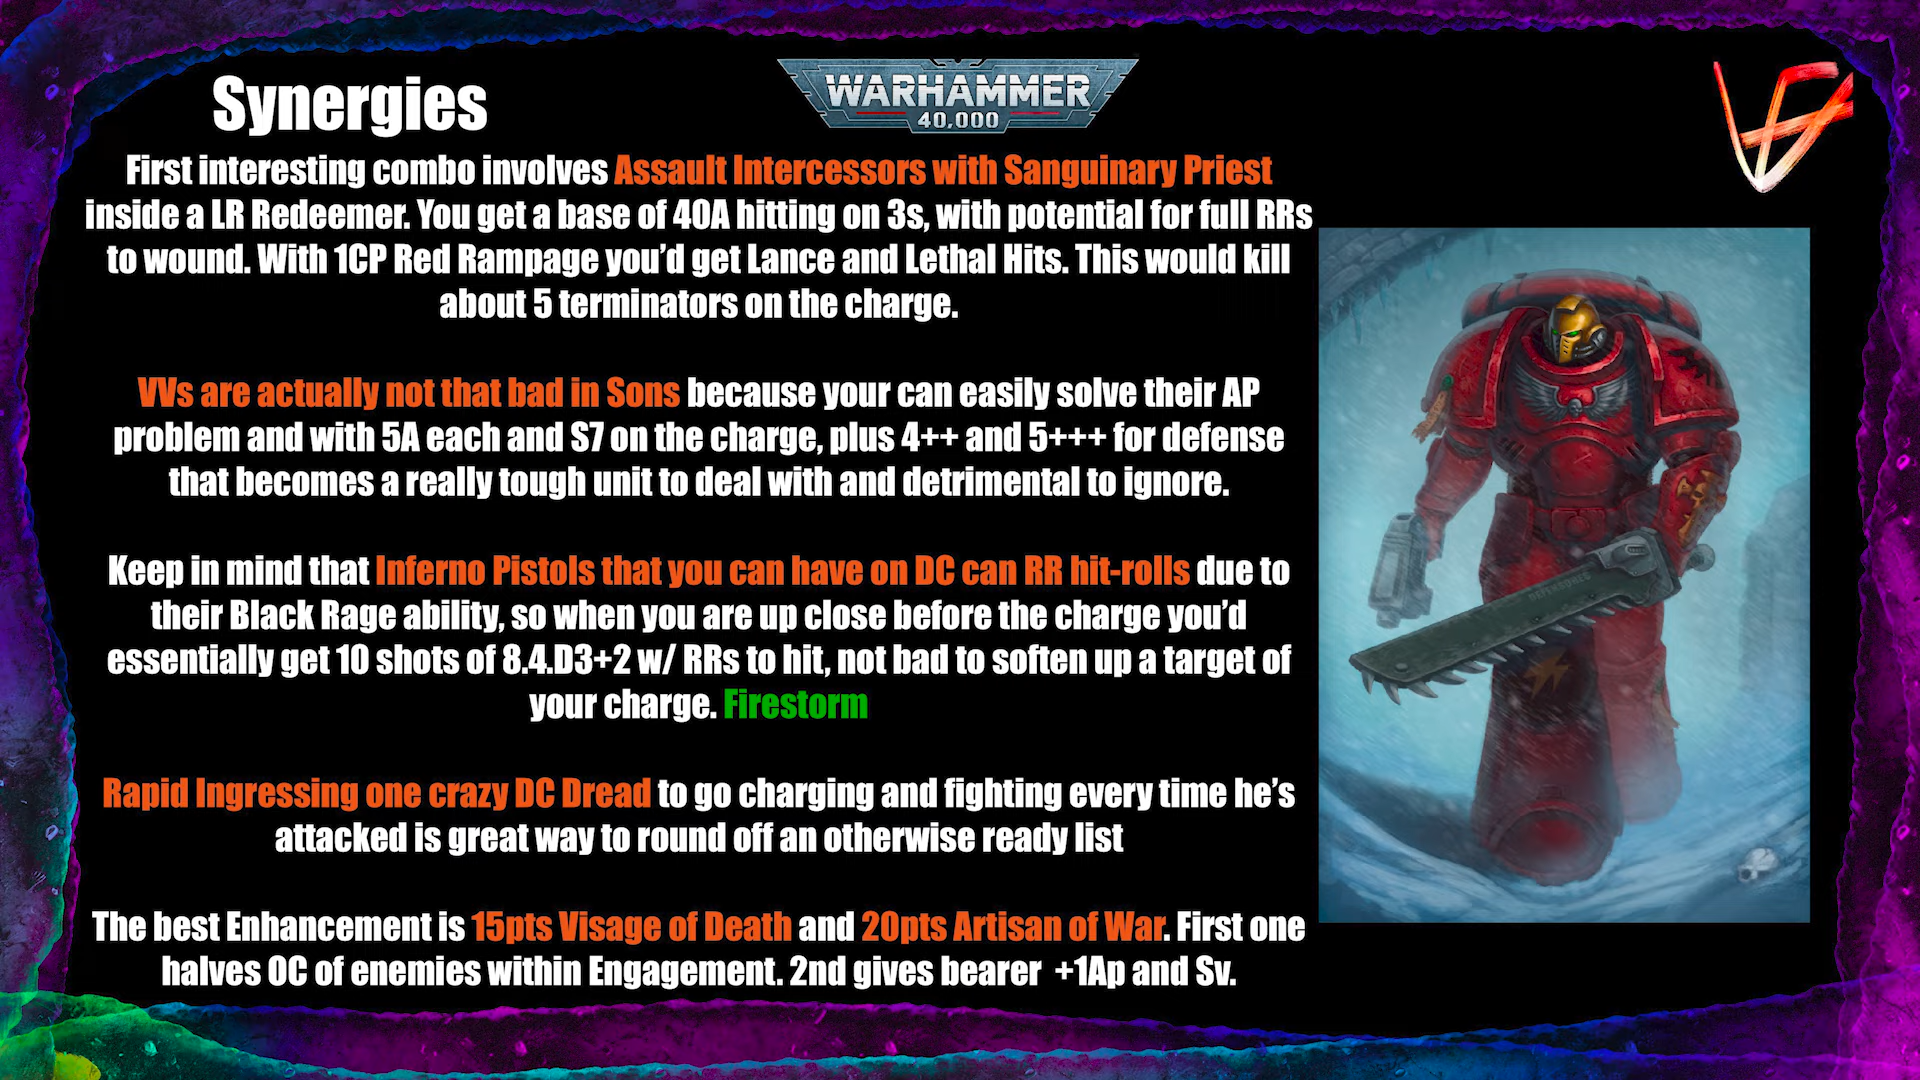 Synergies
WARHAMMER
40,000
First interesting combo involves Assault Intercessors with Sanguinary Priest
inside a LR Redeemer. You get a base of 40A hitting on 3s, with potential for full RRs
to wound. With 1CP Red Rampage you’d get Lance and Lethal Hits. This would kill
about 5 terminators on the charge.
VVs are actually not that bad in Sons because your can easily solve their AP
problem and with 5A each and S7 on the charge, plus 4++ and 5+++ for defense
that becomes a really tough unit to deal with and detrimental to ignore.
Keep in mind that Inferno Pistols that you can have on DC can RR hit-rolls due to
their Black Rage ability, so when you are up close before the charge you’d
essentially get 10 shots of 8.4.D3+2 w/ RRs to hit, not bad to soften up a target of
your charge. Firestorm
Rapid Ingressing one crazy DC Dread to go charging and fighting every time he’s
attacked is great way to round off an otherwise ready list
The best Enhancement is 15pts Visage of Death and 20pts Artisan of War. First one
halves OC of enemies within Engagement. 2nd gives bearer +1Ap and Sv.